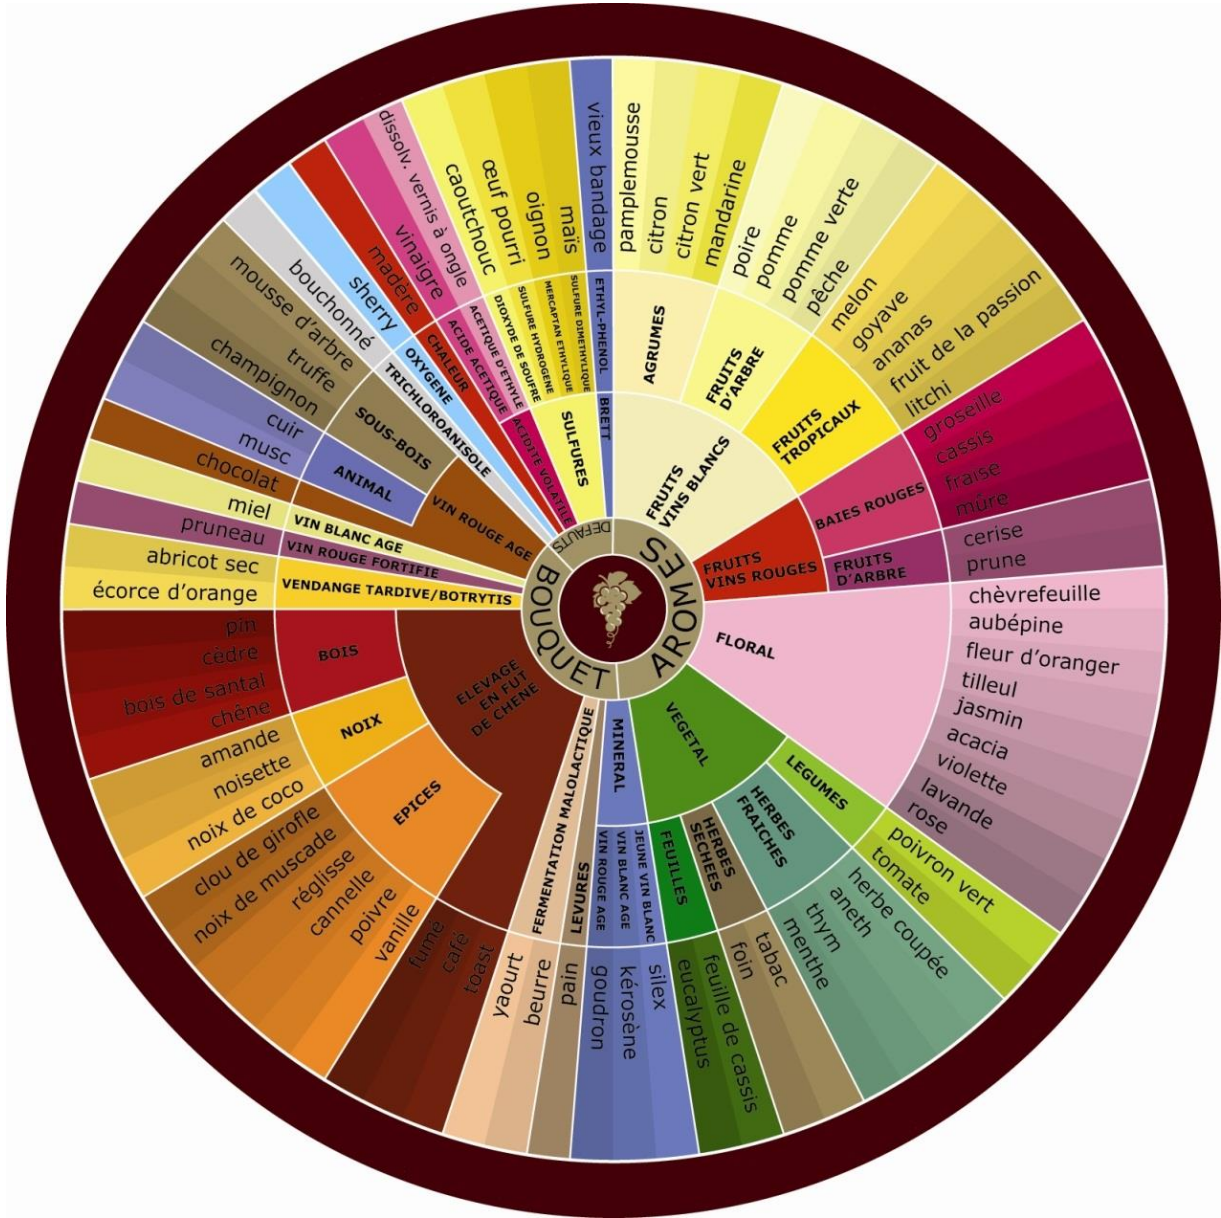 AROMES
FRUITS
VINS BLANCS
AGRUMES
pamplemousse
citron
citron vert
mandarine
FRUITS
D'ARBRE
poire
pomme
pomme verte
pêche
FRUITS
TROPICAUX
melon
goyave
ananas
fruit de la passion
litchi
FRUITS
VINS ROUGES
BAIES ROUGES
groseille
cassis
fraise
mûre
FRUITS
D'ARBRE
cerise
prune
FLORAL
chèvrefeuille
aubépine
fleur d'oranger
tilleul
jasmin
acacia
violette
lavande
rose
VEGETAL
LEGUMES
poivron vert
tomate
HERBES
FRAICHES
herbe coupée
aneth
thym
menthe
HERBES
SECHEES
tabac
foin
FEUILLES
feuille de cassis
eucalyptus
MINERAL
JEUNE VIN BLANC
silex
VIN BLANC AGE
kérosène
VIN ROUGE AGE
goudron
BOUQUET
LEVURES
pain
FERMENTATION MALOLACTIQUE
beurre
yaourt
ELEVAGE
EN FUT
DE CHENE
toast
café
fumé
EPICES
vanille
poivre
cannelle
réglisse
noix de muscade
clou de girofle
NOIX
noix de coco
noisette
amande
BOIS
chêne
bois de santal
cèdre
pin
VENDANGE TARDIVE/BOTRYTIS
écorce d'orange
abricot sec
VIN ROUGE FORTIFIE
pruneau
VIN BLANC AGE
miel
VIN ROUGE AGE
chocolat
ANIMAL
musc
cuir
SOUS-BOIS
champignon
truffe
mousse d'arbre
DEFAUTS
TRICHLOROANISOLE
bouchonné
OXYGENE
sherry
CHALEUR
madère
ACIDITE VOLATILE
ACIDE ACETIQUE
vinaigre
ACETIQUE D'ETHYLE
dissolv. vernis à ongle
SULFURES
DIOXYDE DE SOUFRE
caoutchouc
SULFURE HYDROGENE
œuf pourri
MERCAPTAN ETHYLIQUE
oignon
SULFURE DIMETHYLIQUE
maïs
BRETT
ETHYL-PHENOL
vieux bandage